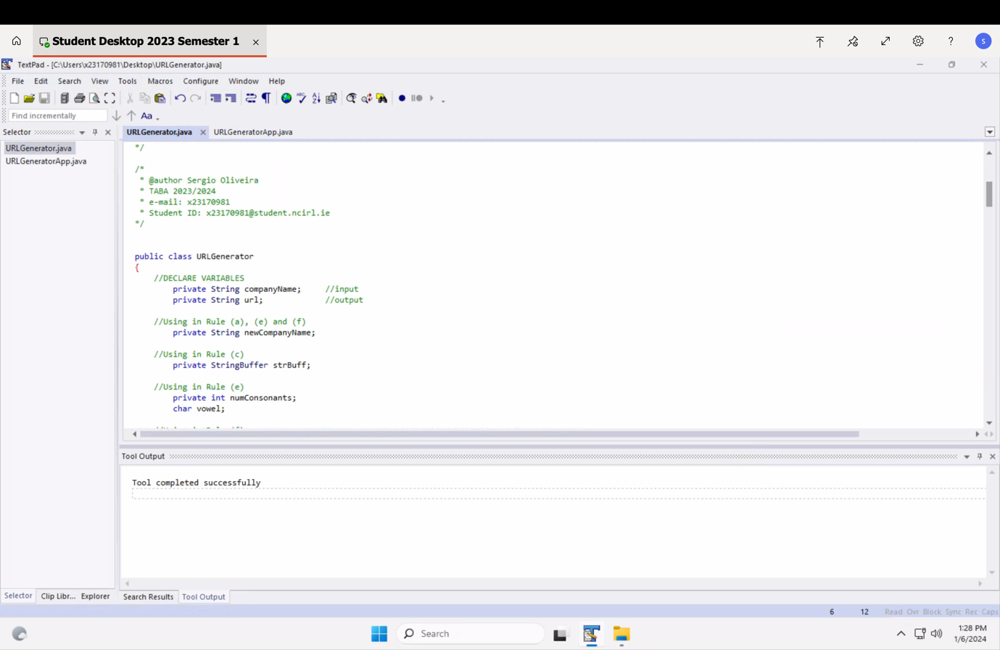 Student Desktop 2023 Semester 1
?
S
TextPad - [C:\Users\x23170981\Desktop\URLGenerator.java]
File Edit Search View Tools Macros Configure Window Help
Find incrementally
Aa
Selector
URLGenerator.java
URLGeneratorApp.java
URLGenerator.java
URLGeneratorApp.java
*/
/*
* @author Sergio Oliveira
* TABA 2023/2024
* e-mail: x23170981
* Student ID: x23170981@student.ncirl.ie
*/
public class URLGenerator
{
//DECLARE VARIABLES
private String companyName; //input
private String url; //output
//Using in Rule (a), (e) and (f)
private String newCompanyName;
//Using in Rule (c)
private StringBuffer strBuff;
//Using in Rule (e)
private int numConsonants;
char vowel;
Tool Output
Tool completed successfully
Selector Clip Libr... Explorer
Search Results Tool Output
6 12 Read Ovr Block Sync Rec Caps
Search
1:28 PM
1/6/2024